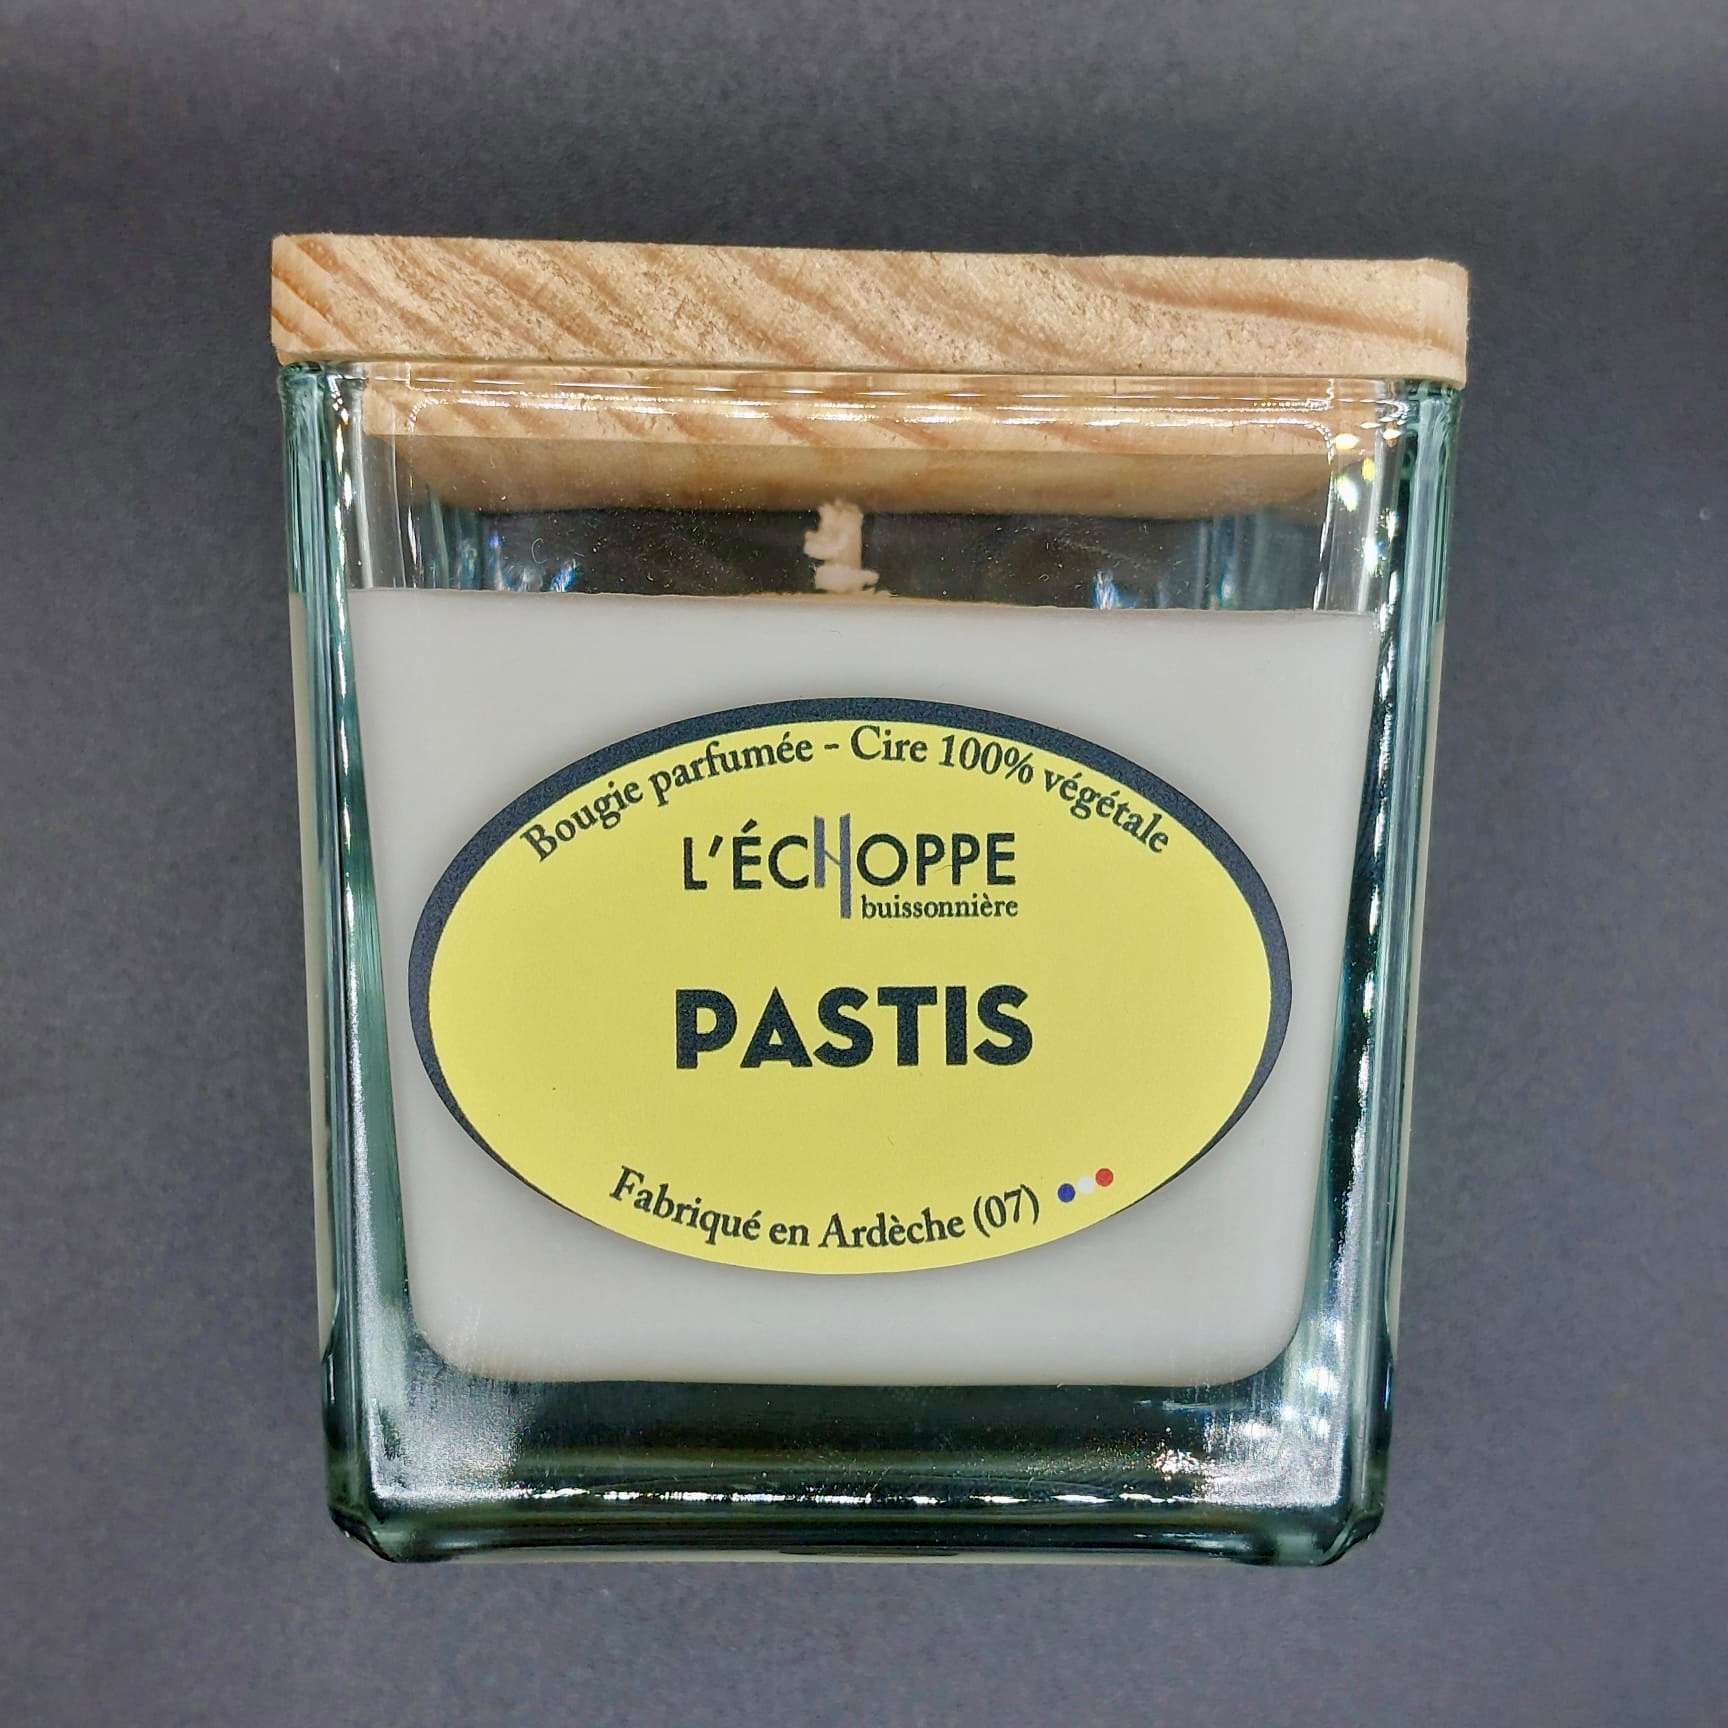 Bougie parfumée - Cire 100% végétale
L'ÉCHOPPE
buissonnière
PASTIS
Fabriqué en Ardèche (07)